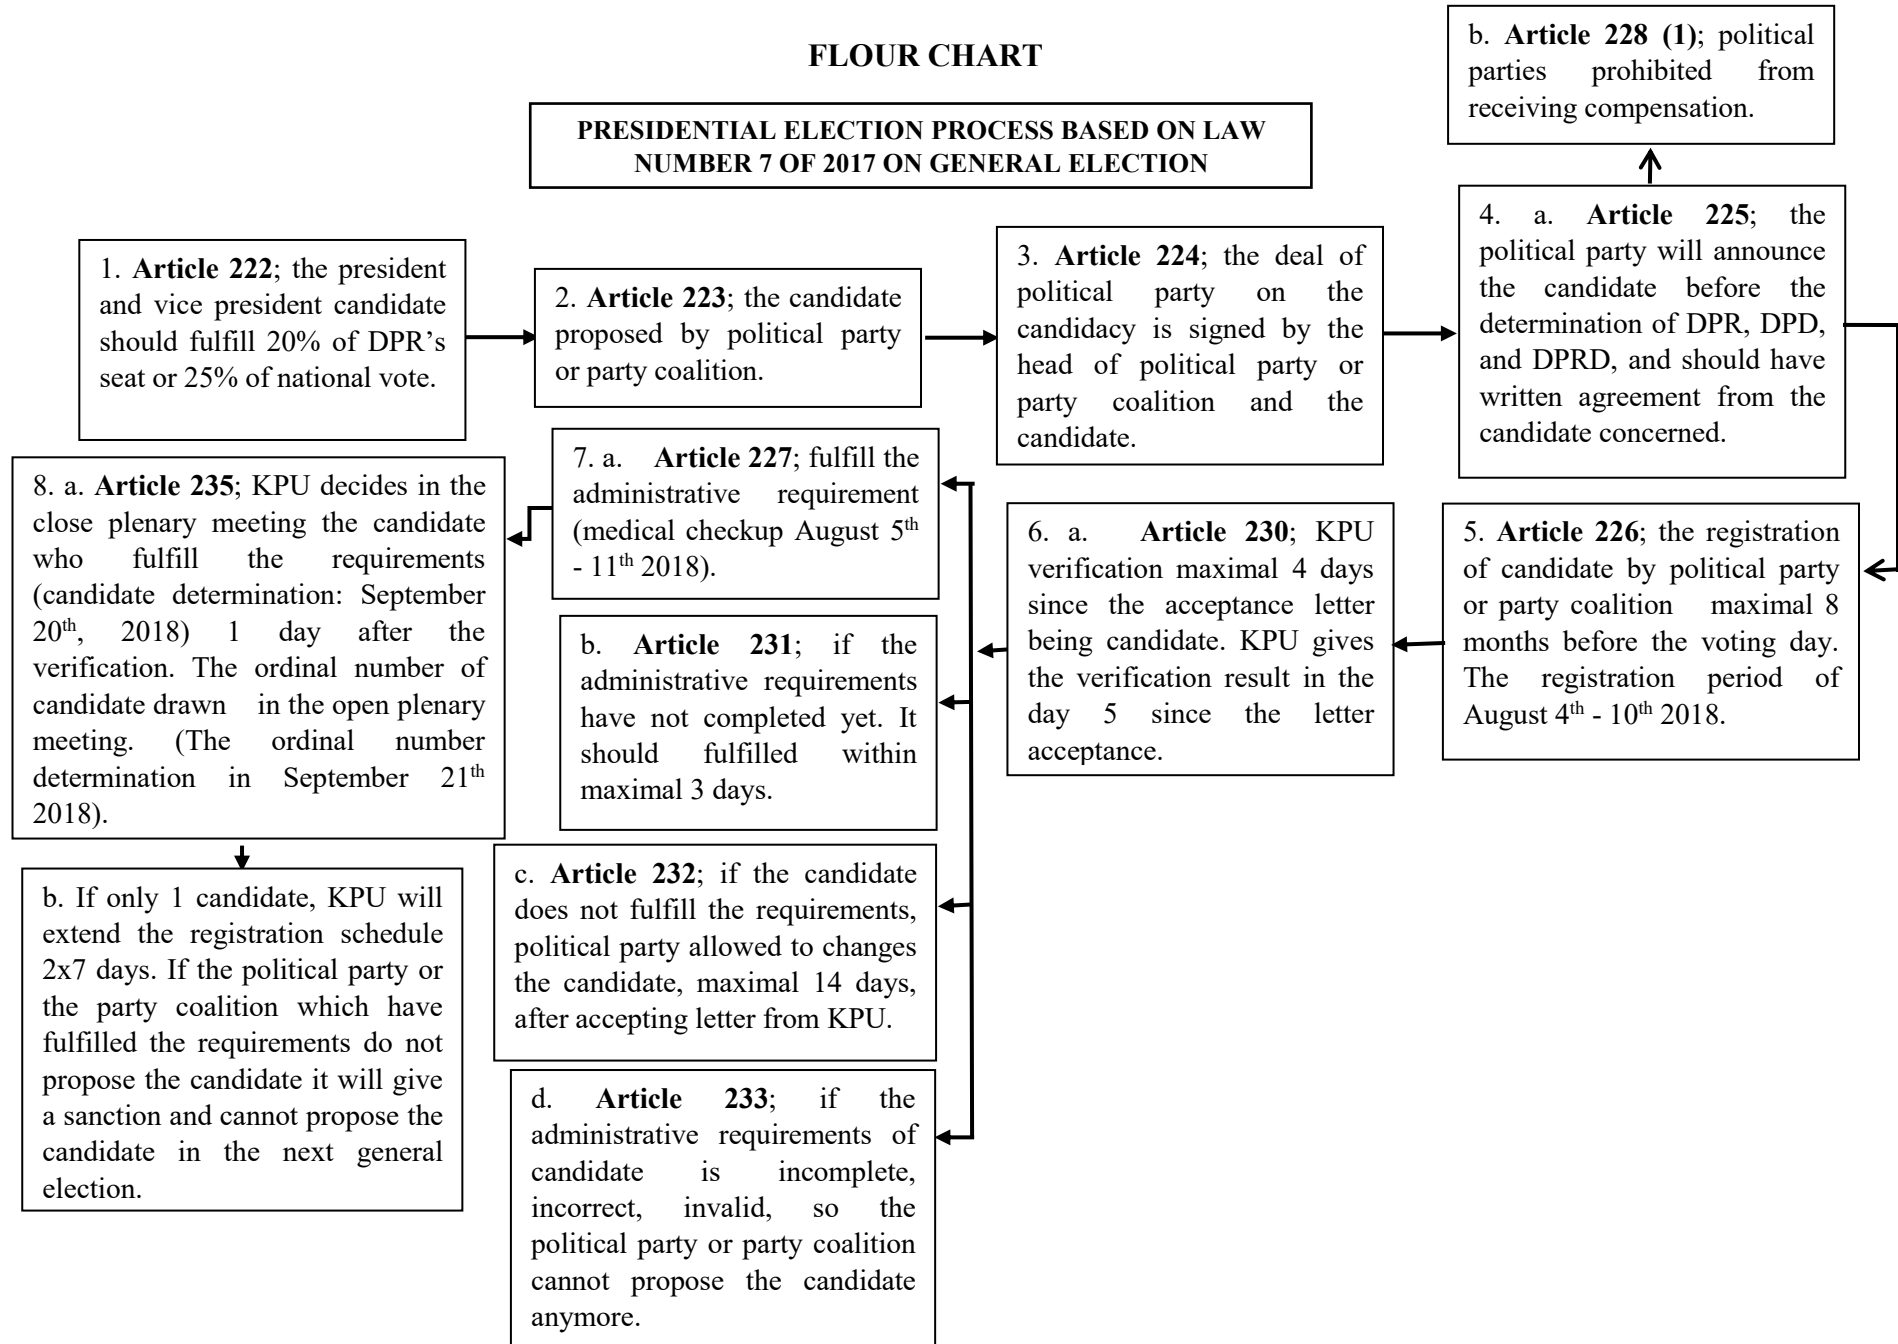 FLOUR CHART
PRESIDENTIAL ELECTION PROCESS BASED ON LAW
NUMBER 7 OF 2017 ON GENERAL ELECTION
1. Article 222; the president
and vice president candidate
should fulfill 20% of DPR’s
seat or 25% of national vote.
2. Article 223; the candidate
proposed by political party
or party coalition.
3. Article 224; the deal of
political party on the
candidacy is signed by the
head of political party or
party coalition and the
candidate.
4. a. Article 225; the
political party will announce
the candidate before the
determination of DPR, DPD,
and DPRD, and should have
written agreement from the
candidate concerned.
b. Article 228 (1); political
parties prohibited from
receiving compensation.
5. Article 226; the registration
of candidate by political party
or party coalition maximal 8
months before the voting day.
The registration period of
August 4th - 10th 2018.
6. a. Article 230; KPU
verification maximal 4 days
since the acceptance letter
being candidate. KPU gives
the verification result in the
day 5 since the letter
acceptance.
7. a. Article 227; fulfill the
administrative requirement
(medical checkup August 5th
- 11th 2018).
b. Article 231; if the
administrative requirements
have not completed yet. It
should fulfilled within
maximal 3 days.
c. Article 232; if the candidate
does not fulfill the requirements,
political party allowed to changes
the candidate, maximal 14 days,
after accepting letter from KPU.
d. Article 233; if the
administrative requirements of
candidate is incomplete,
incorrect, invalid, so the
political party or party coalition
cannot propose the candidate
anymore.
8. a. Article 235; KPU decides in the
close plenary meeting the candidate
who fulfill the requirements
(candidate determination: September
20th, 2018) 1 day after the
verification. The ordinal number of
candidate drawn in the open plenary
meeting. (The ordinal number
determination in September 21th
2018).
b. If only 1 candidate, KPU will
extend the registration schedule
2x7 days. If the political party or
the party coalition which have
fulfilled the requirements do not
propose the candidate it will give
a sanction and cannot propose the
candidate in the next general
election.